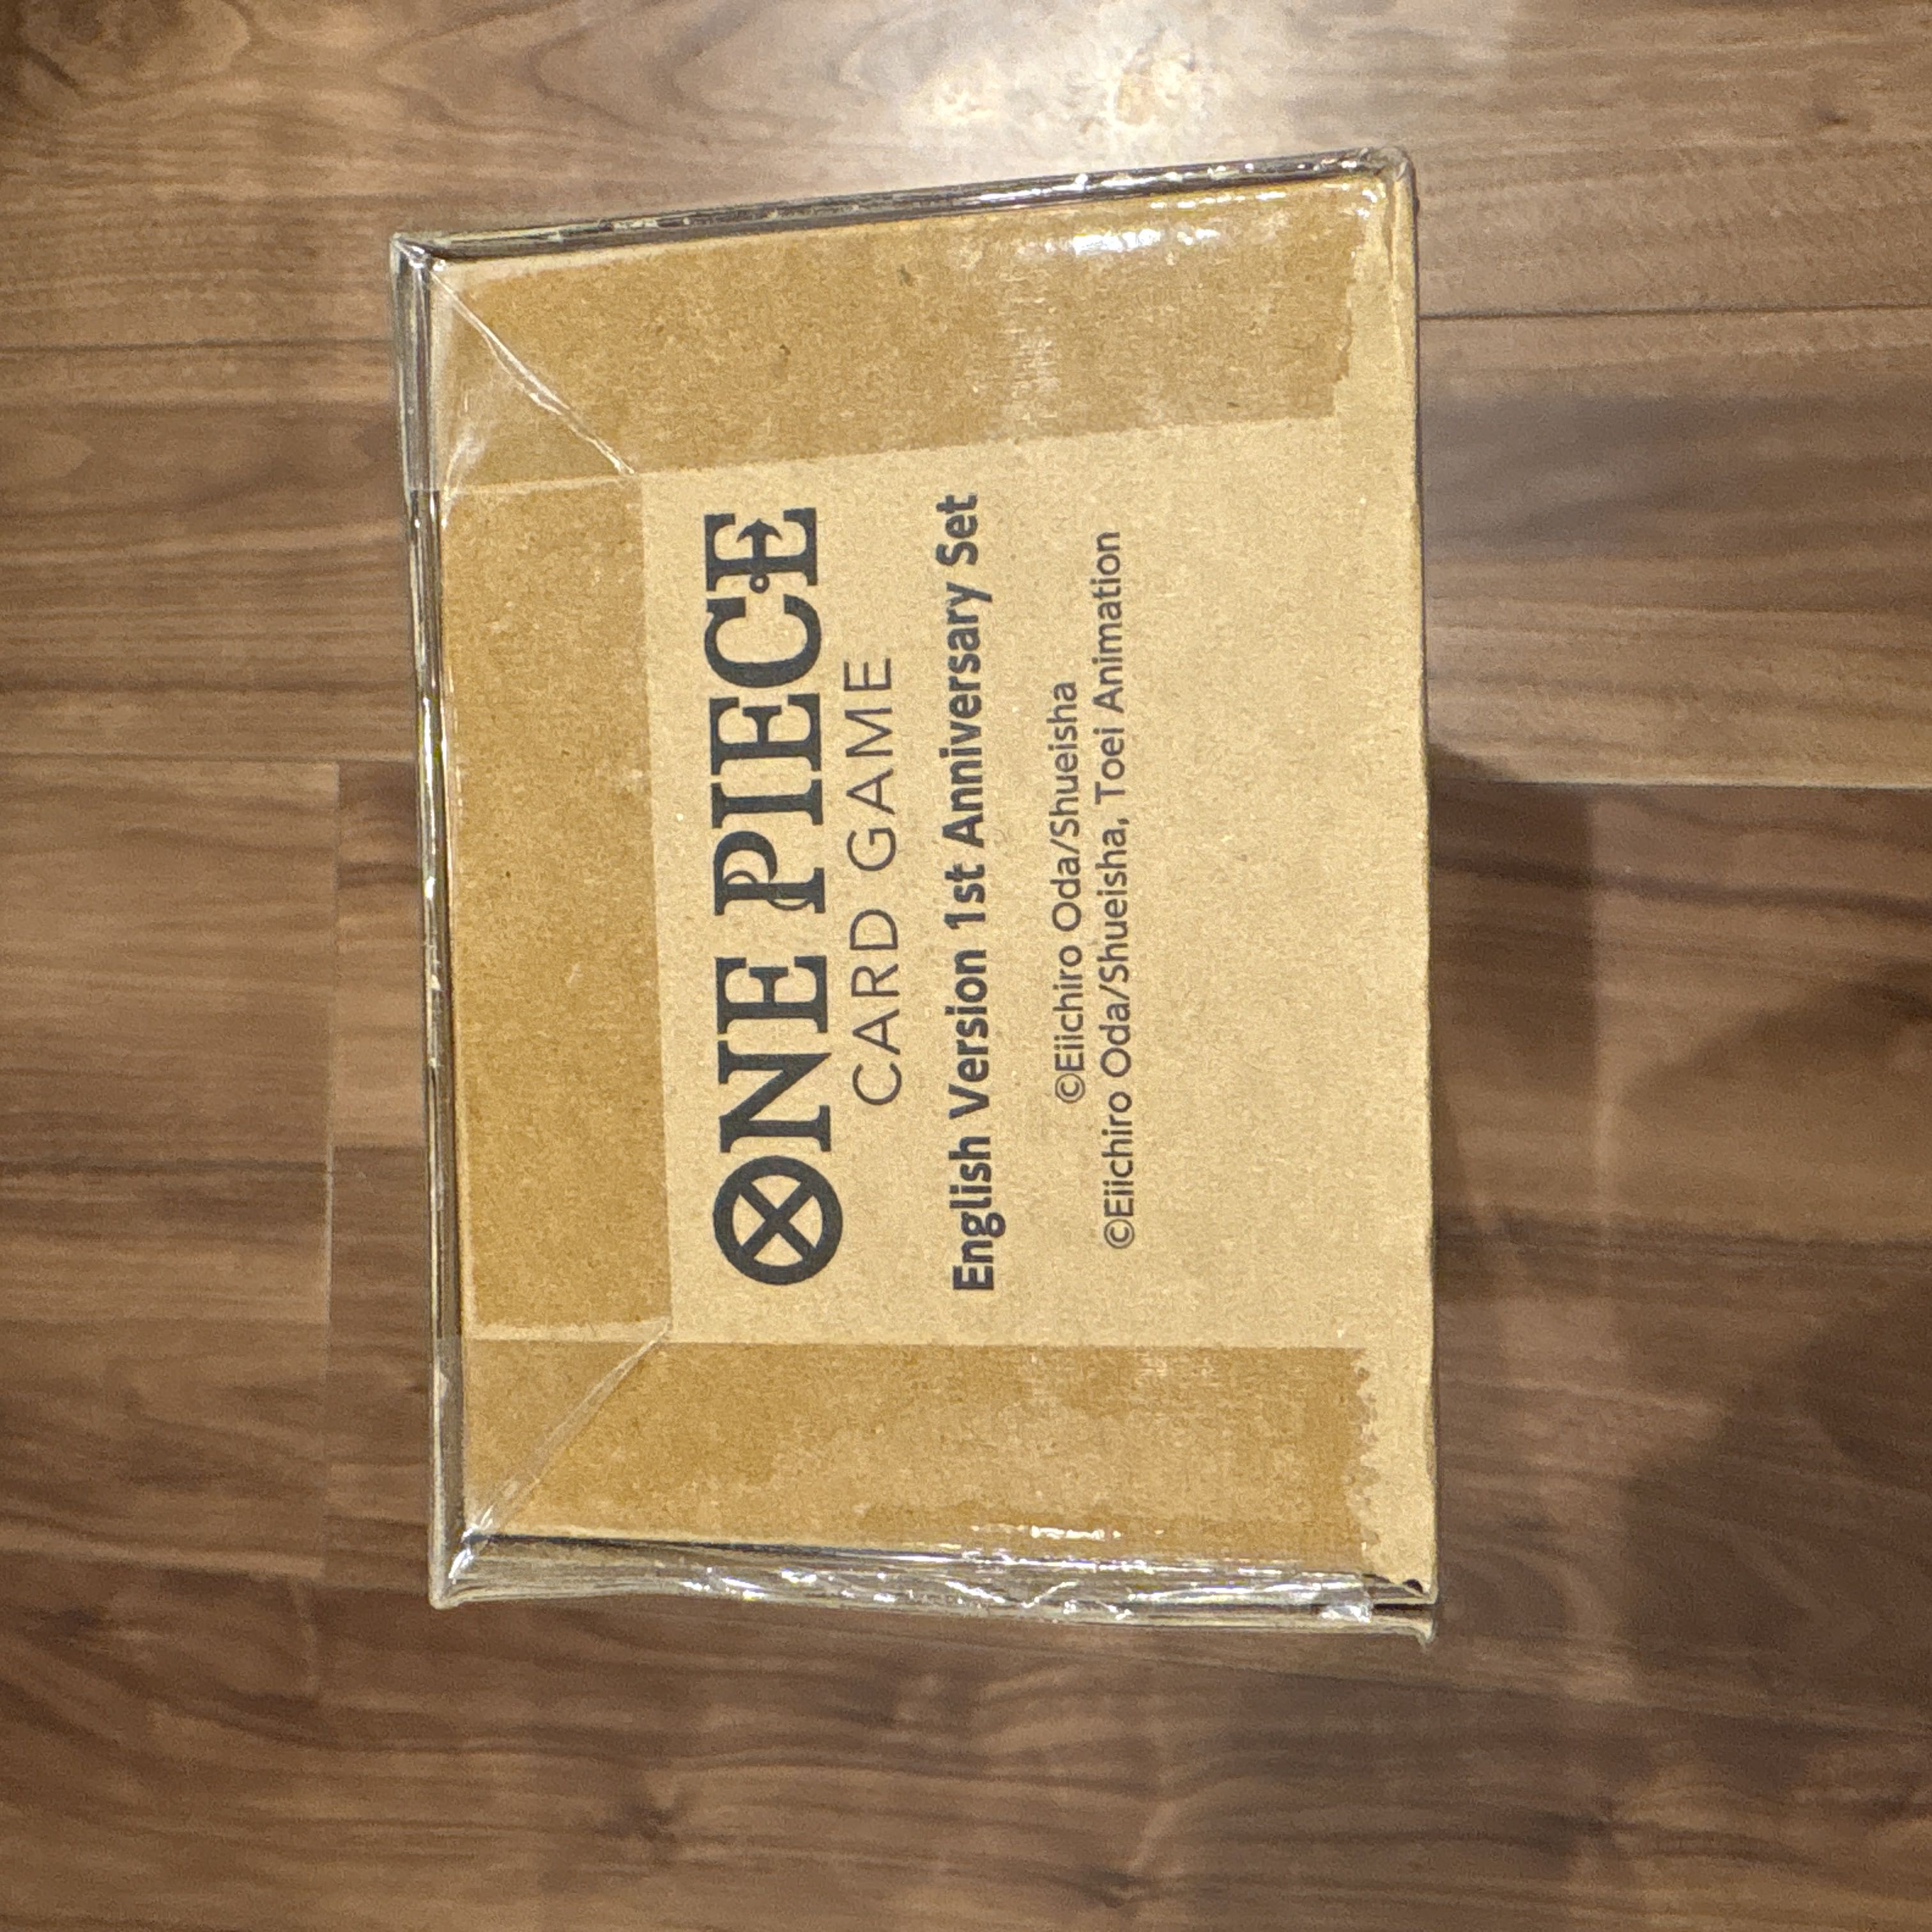 ONE PIECE
CARD GAME
English Version 1st Anniversary Set
©Eiichiro Oda/Shueisha
©Eiichiro Oda/Shueisha, Toei Animation